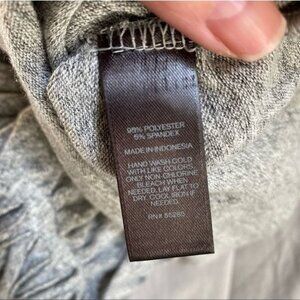 95% POLYESTER
5% SPANDEX
MADE IN INDONESIA
HAND WASH COLD
WITH LIKE COLORS,
ONLY NON-CHLORINE
BLEACH WHEN
NEEDED, LAY FLAT TO
DRY, COOL IRON IF
NEEDED.
RN# 55285